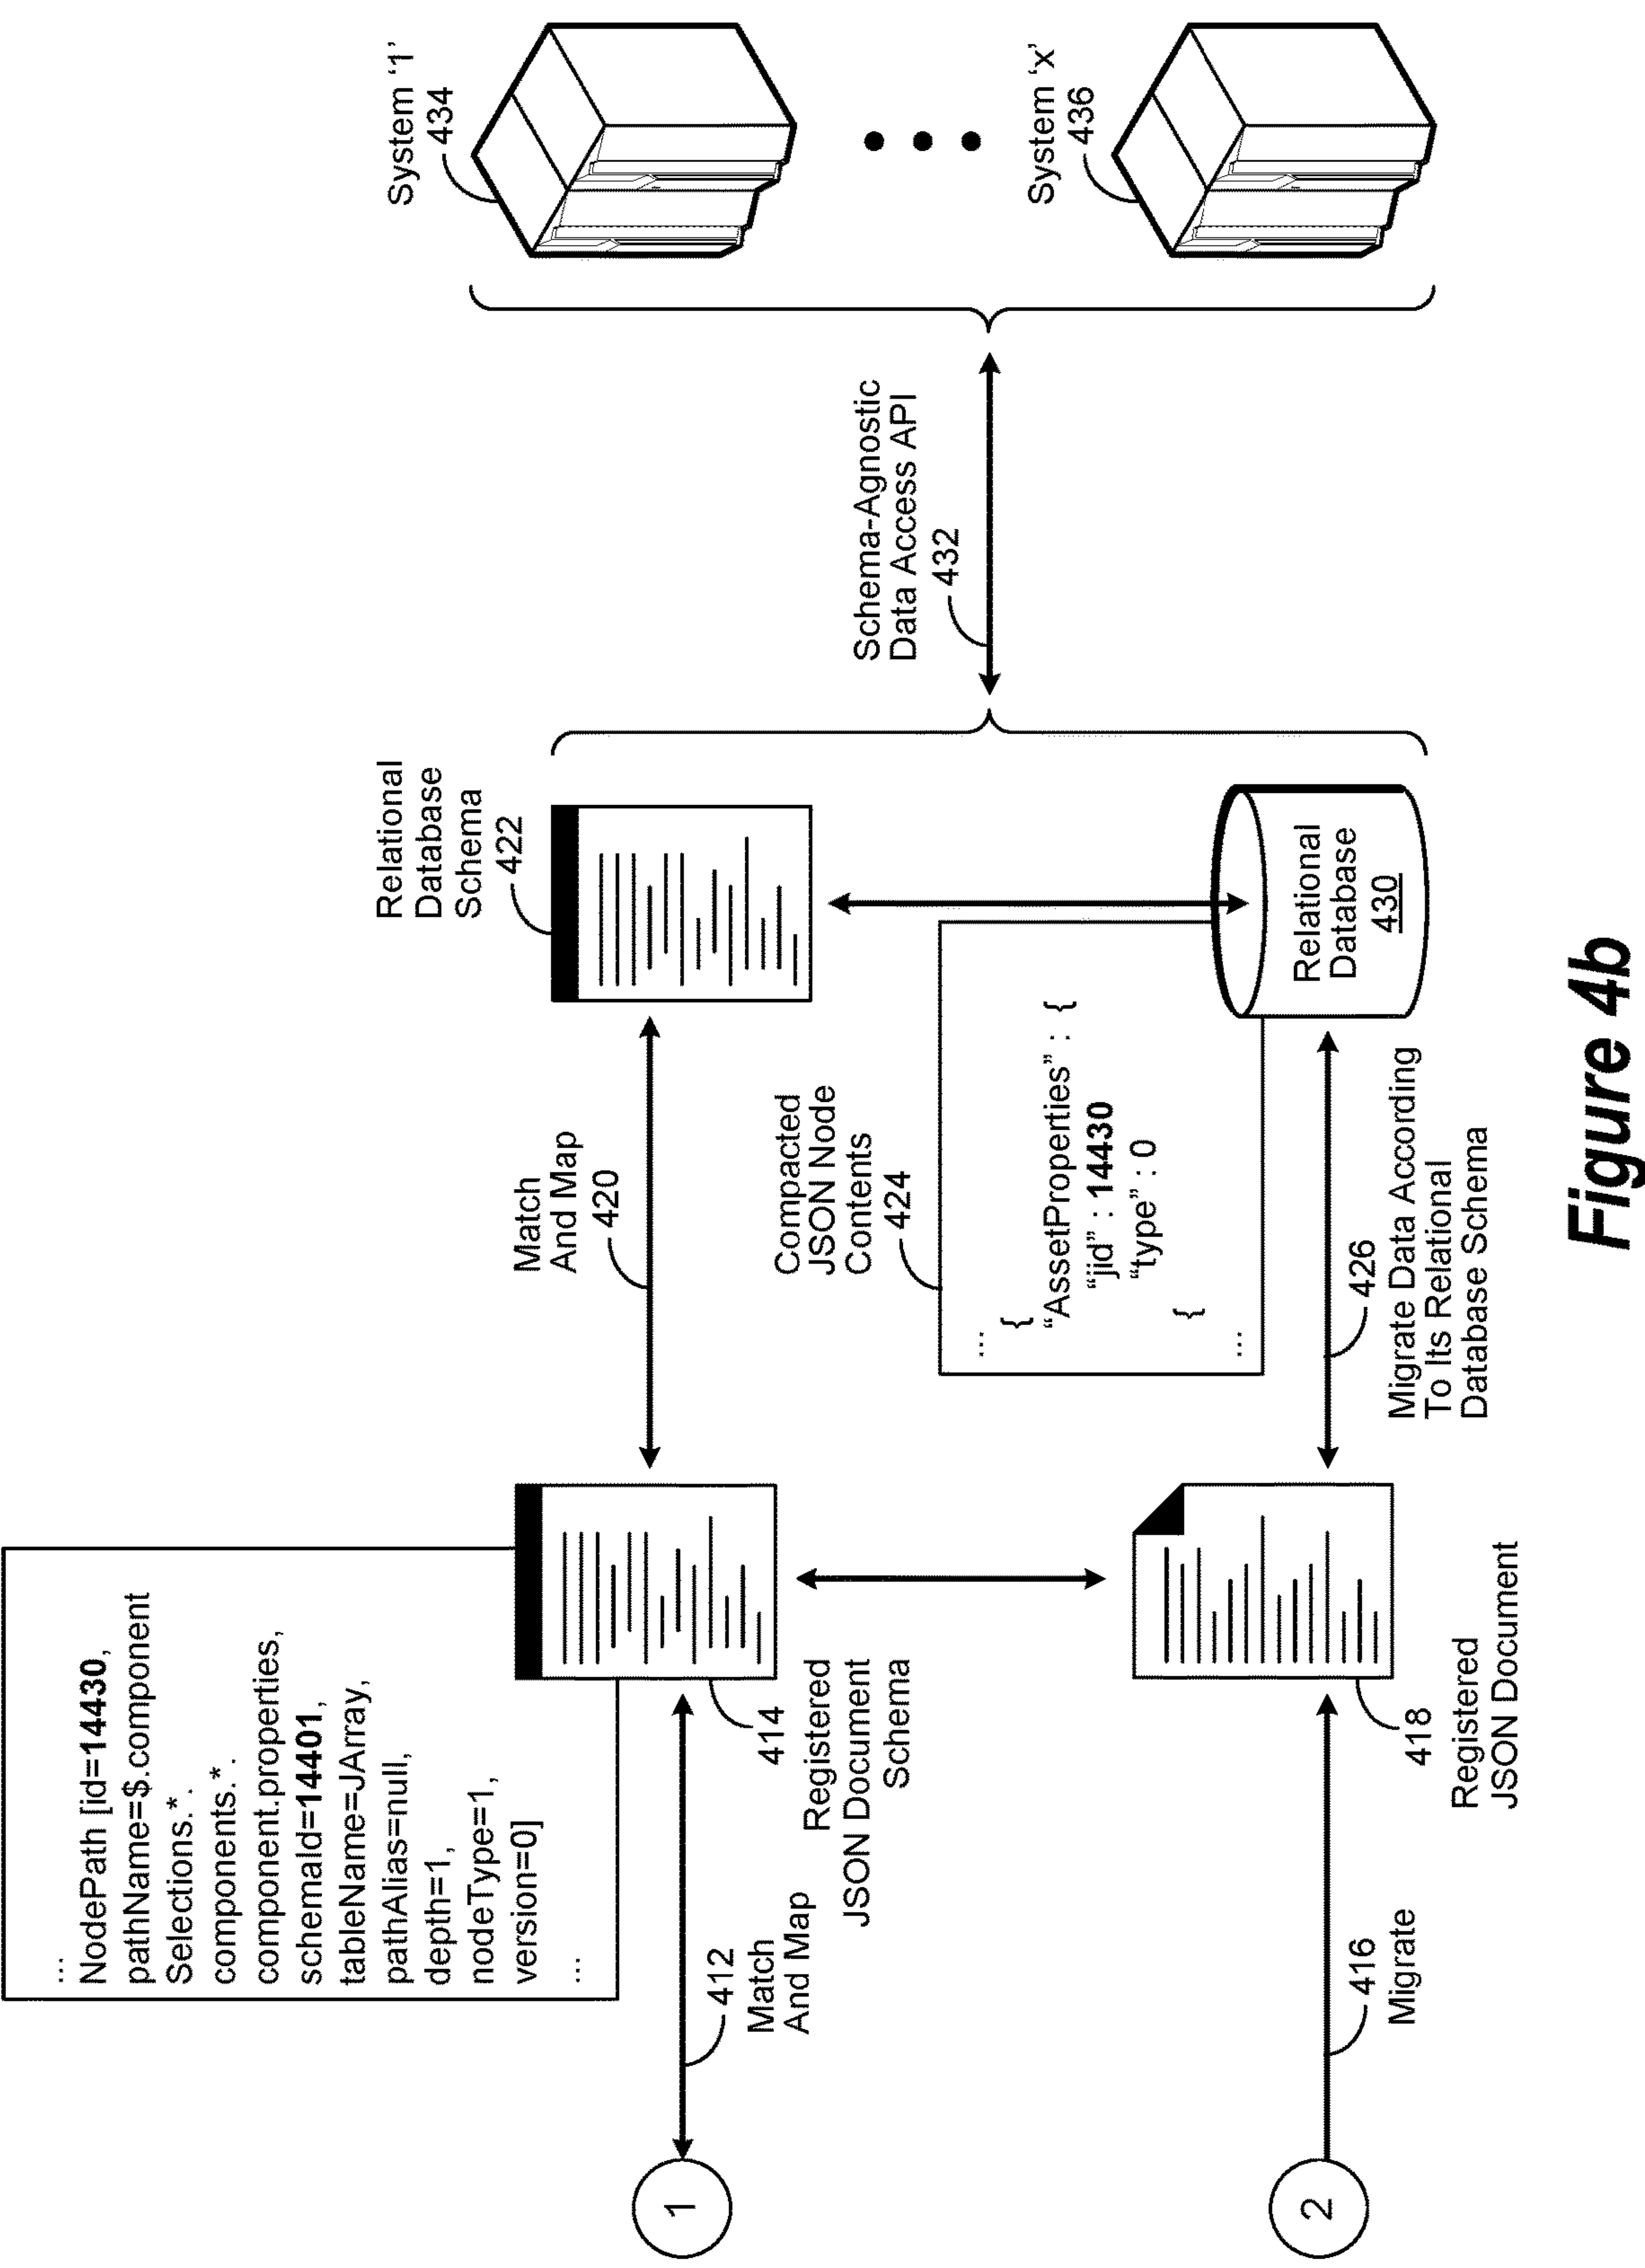 ...
NodePath [id=14430,
pathName=$.component
Selections.*.
components.*.
component.properties,
schemaId=14401,
tableName=JArray,
pathAlias=null,
depth=1,
nodeType=1,
version=0]
...
1
412
Match
And Map
414
Registered
JSON Document
Schema
Match
And Map
420
Relational
Database
Schema
422
Compacted
JSON Node
Contents
424
...
{
“AssetProperties” : {
“jid” : 14430
“type” : 0
{
...
2
416
Migrate
418
Registered
JSON Document
426
Migrate Data According
To Its Relational
Database Schema
Relational
Database
430
Schema-Agnostic
Data Access API
432
System ‘1’
434
System ‘x’
436
Figure 4b